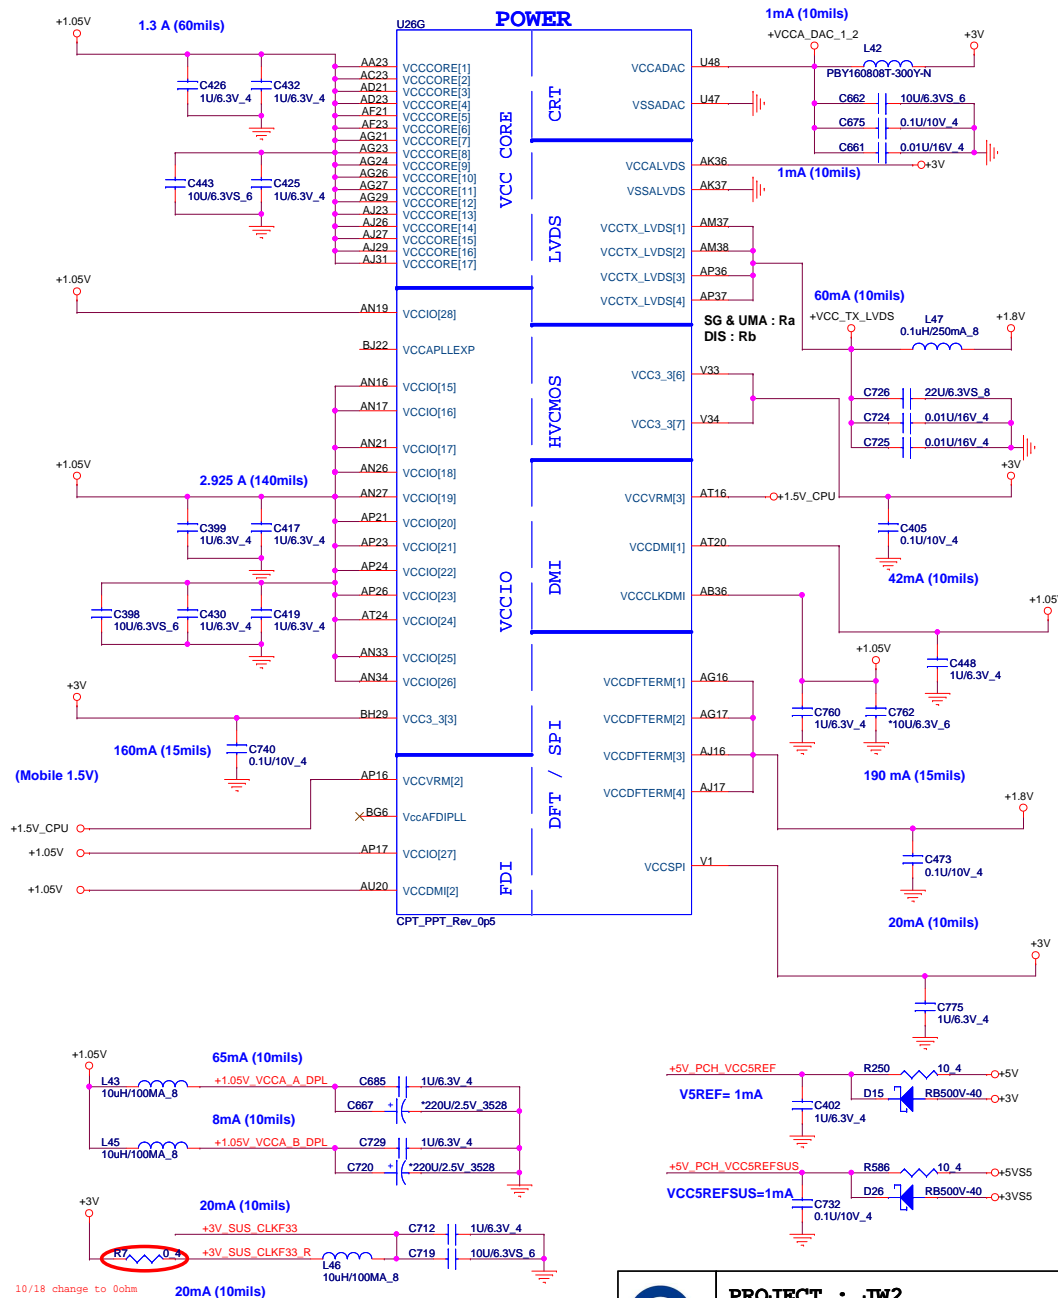 POWER
+1.05V
1.3 A (60mils)
U26G
C426
1U/6.3V_4
C432
1U/6.3V_4
C443
10U/6.3VS_6
C425
1U/6.3V_4
AA23 VCCCORE[1]
AC23 VCCCORE[2]
AD21 VCCCORE[3]
AD23 VCCCORE[4]
AF21 VCCCORE[5]
AF23 VCCCORE[6]
AG21 VCCCORE[7]
AG23 VCCCORE[8]
AG24 VCCCORE[9]
AG26 VCCCORE[10]
AG27 VCCCORE[11]
AG29 VCCCORE[12]
AJ23 VCCCORE[13]
AJ26 VCCCORE[14]
AJ27 VCCCORE[15]
AJ29 VCCCORE[16]
AJ31 VCCCORE[17]
VCC CORE
+1.05V
AN19 VCCIO[28]
BJ22 VCCAPLLEXP
AN16 VCCIO[15]
AN17 VCCIO[16]
AN21 VCCIO[17]
AN26 VCCIO[18]
AN27 VCCIO[19]
AP21 VCCIO[20]
AP23 VCCIO[21]
AP24 VCCIO[22]
AP26 VCCIO[23]
AT24 VCCIO[24]
AN33 VCCIO[25]
AN34 VCCIO[26]
VCCIO
+1.05V
2.925 A (140mils)
C399
1U/6.3V_4
C417
1U/6.3V_4
C398
10U/6.3VS_6
C430
1U/6.3V_4
C419
1U/6.3V_4
+3V
BH29 VCC3_3[3]
160mA (15mils)
C740
0.1U/10V_4
(Mobile 1.5V)
AP16 VCCVRM[2]
BG6 VccAFDIPLL
+1.5V_CPU
+1.05V
AP17 VCCIO[27]
+1.05V
AU20 VCCDMI[2]
FDI
CPT_PPT_Rev_0p5
CRT
LVDS
HVCMOS
DMI
DFT / SPI
VCCADAC U48
VSSADAC U47
VCCALVDS AK36
VSSALVDS AK37
VCCTX_LVDS[1] AM37
VCCTX_LVDS[2] AM38
VCCTX_LVDS[3] AP36
VCCTX_LVDS[4] AP37
VCC3_3[6] V33
VCC3_3[7] V34
VCCVRM[3] AT16
VCCDMI[1] AT20
VCCCLKDMI AB36
VCCDFTERM[1] AG16
VCCDFTERM[2] AG17
VCCDFTERM[3] AJ16
VCCDFTERM[4] AJ17
VCCSPI V1
1mA (10mils)
+VCCA_DAC_1_2
L42
+3V
PBY160808T-300Y-N
C662 10U/6.3VS_6
C675 0.1U/10V_4
C661 0.01U/16V_4
+3V
1mA (10mils)
60mA (10mils)
SG & UMA : Ra
DIS : Rb
+VCC_TX_LVDS
L47
0.1uH/250mA_8
+1.8V
C726 22U/6.3VS_8
C724 0.01U/16V_4
C725 0.01U/16V_4
+3V
+1.5V_CPU
C405
0.1U/10V_4
42mA (10mils)
+1.05V
C448
1U/6.3V_4
+1.05V
C760
1U/6.3V_4
C762
*10U/6.3V_6
190 mA (15mils)
+1.8V
C473
0.1U/10V_4
20mA (10mils)
+3V
C775
1U/6.3V_4
+1.05V
65mA (10mils)
L43
10uH/100MA_8
+1.05V_VCCA_A_DPL
C685 1U/6.3V_4
C667 + *220U/2.5V_3528
8mA (10mils)
L45
10uH/100MA_8
+1.05V_VCCA_B_DPL
C729 1U/6.3V_4
C720 + *220U/2.5V_3528
+3V
20mA (10mils)
+3V_SUS_CLKF33
C712 1U/6.3V_4
R7 0_4
+3V_SUS_CLKF33_R
L46
10uH/100MA_8
C719 10U/6.3VS_6
10/18 change to 0ohm
20mA (10mils)
+5V_PCH_VCC5REF
R250 10_4 +5V
V5REF= 1mA
D15 RB500V-40 +3V
C402
1U/6.3V_4
+5V_PCH_VCC5REFSUS
R586 10_4 +5VS5
VCC5REFSUS=1mA
D26 RB500V-40 +3VS5
C732
0.1U/10V_4
PROJECT : JW2